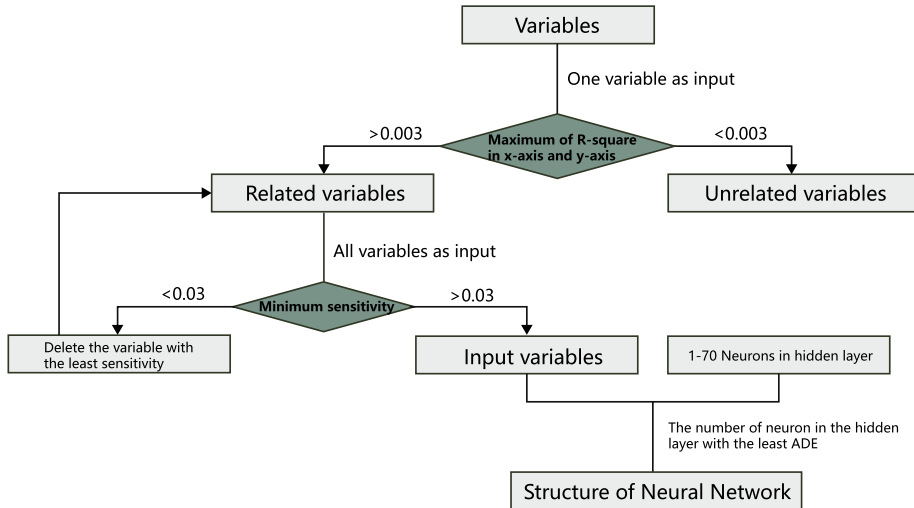 Variables
One variable as input
>0.003
Maximum of R-square
in x-axis and y-axis
<0.003
Related variables
Unrelated variables
All variables as input
<0.03
Minimum sensitivity
>0.03
Delete the variable with
the least sensitivity
Input variables
1-70 Neurons in hidden layer
The number of neuron in the hidden
layer with the least ADE
Structure of Neural Network